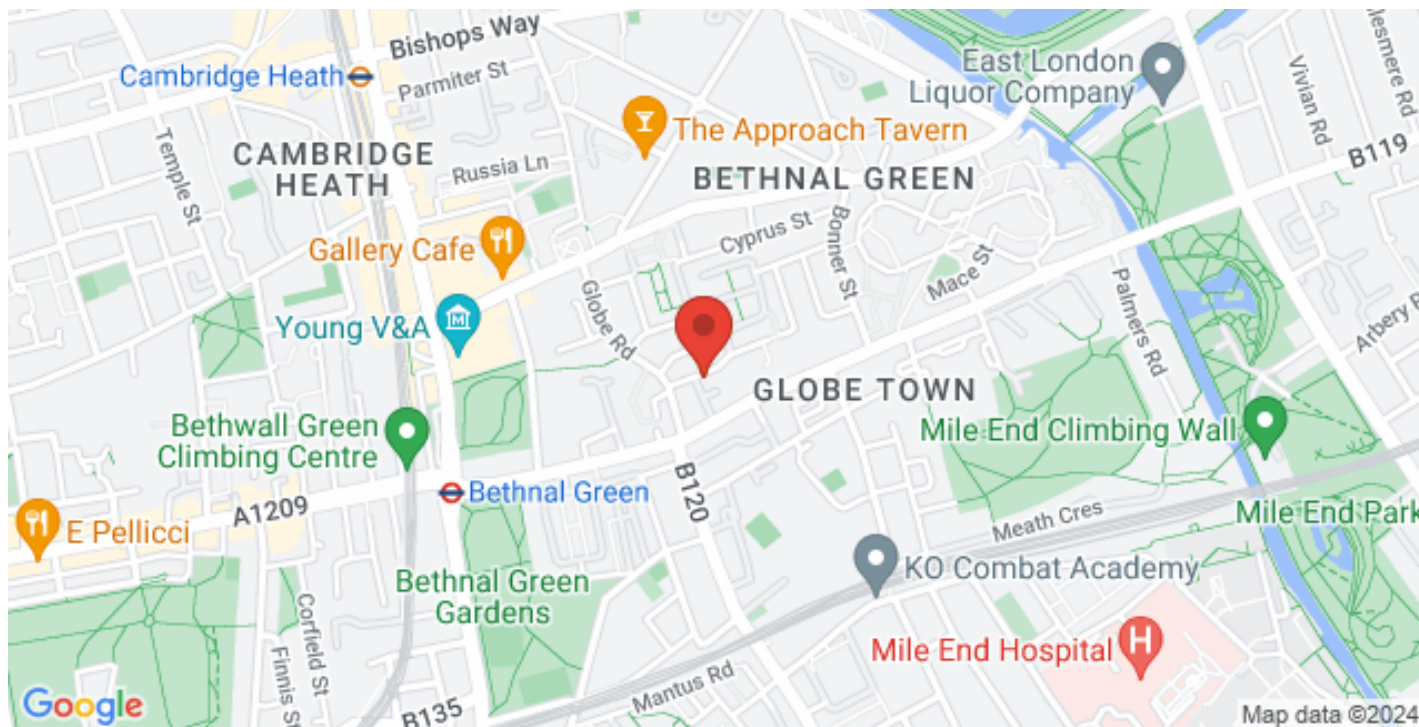 Bishops Way
Cambridge Heath
Parmiter St
East London
Liquor Company
Vivian Rd
lesmere Rd
The Approach Tavern
B119
Temple St
CAMBRIDGE
HEATH
Russia Ln
BETHNAL GREEN
Cyprus St
Bonner St
Gallery Cafe
Mace St
Globe Rd
Palmers Rd
Young V&A
M
Arbery R
GLOBE TOWN
Bethwall Green
Climbing Centre
Mile End Climbing Wall
B120
Bethnal Green
A1209
E Pellicci
Meath Cres
Mile End Park
KO Combat Academy
Bethnal Green
Gardens
Corfield St
Finnis St
Mile End Hospital
H
Mantus Rd
B135
Google
Map data ©2024